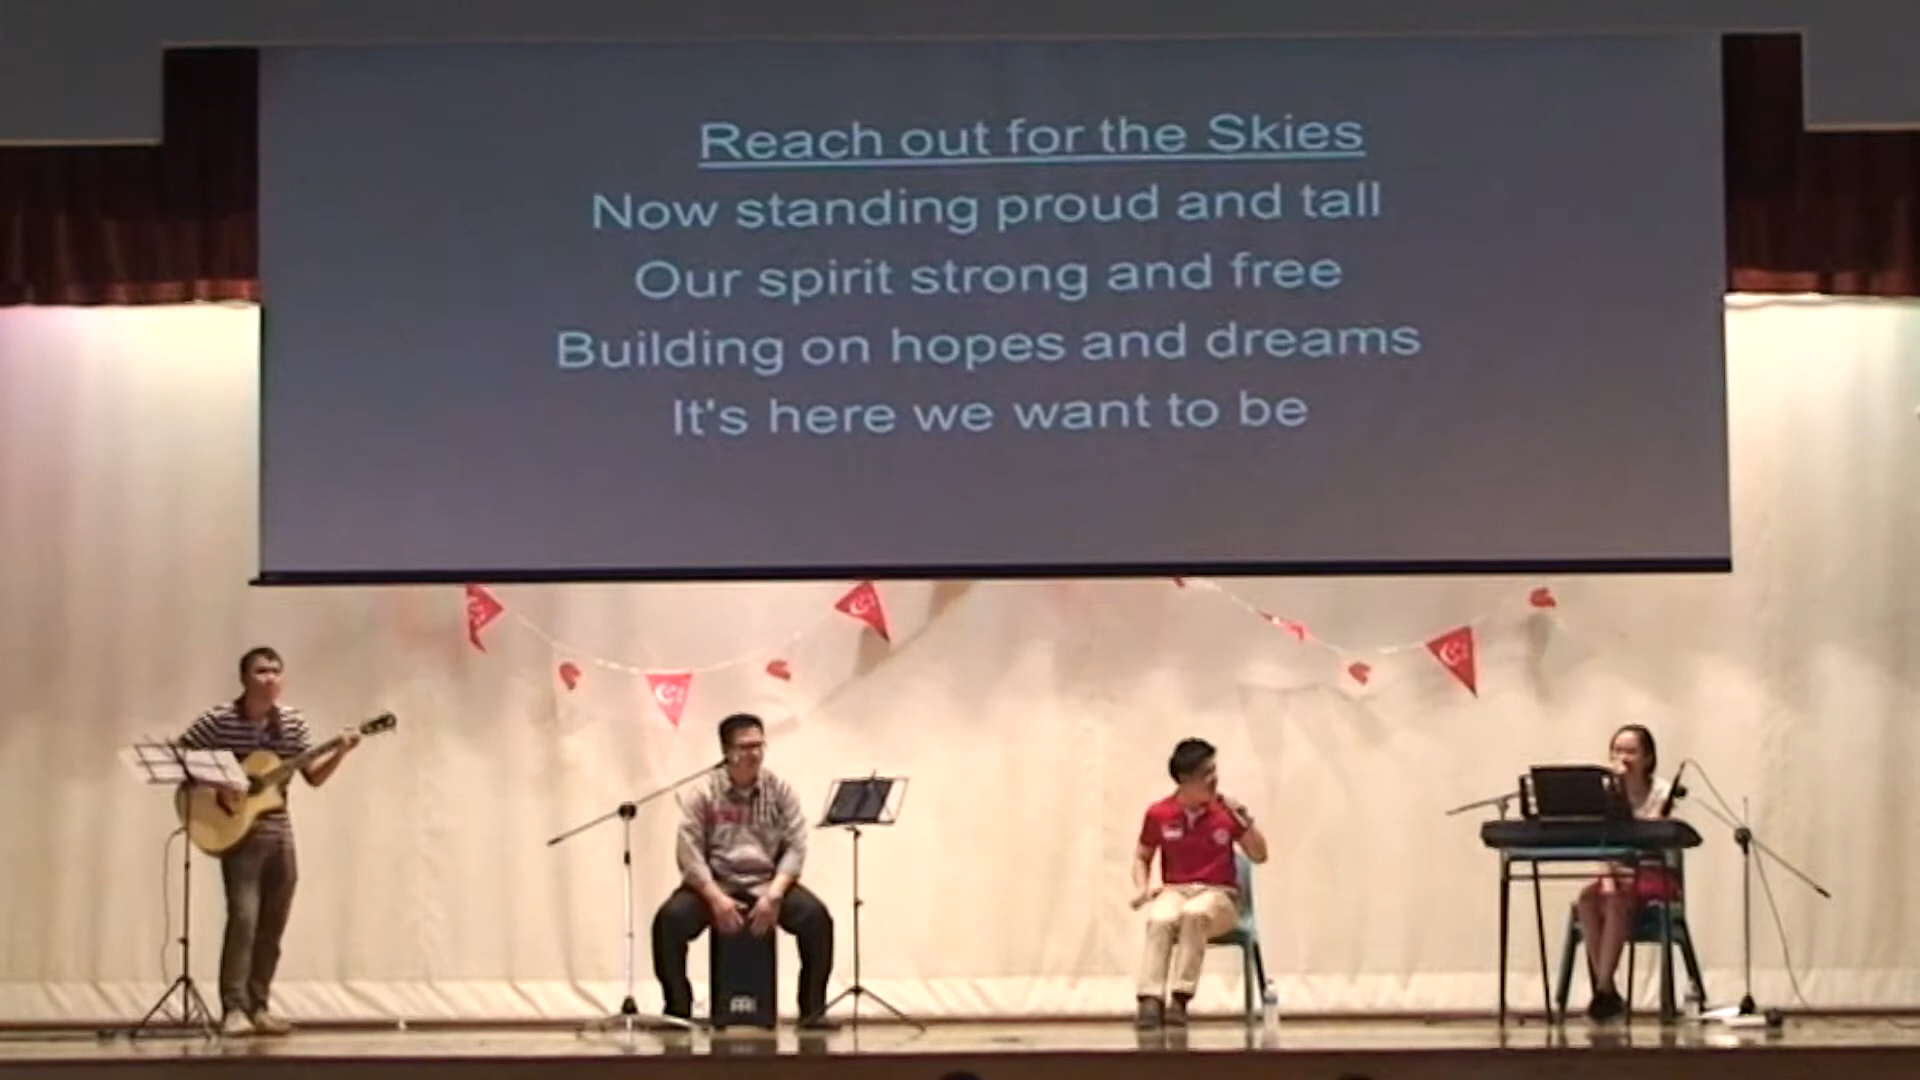 Reach out for the Skies
Now standing proud and tall
Our spirit strong and free
Building on hopes and dreams
It's here we want to be